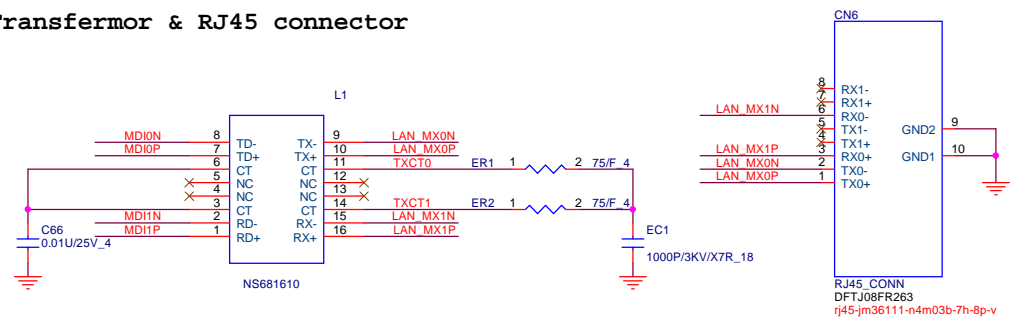 Transfermor & RJ45 connector
L1
MDI0N 8 TD- TX- 9 LAN_MX0N
MDI0P 7 TD+ TX+ 10 LAN_MX0P
6 CT CT 11 TXCT0 ER1 1 2 75/F_4
5 NC NC 12
4 NC NC 13
3 CT CT 14 TXCT1 ER2 1 2 75/F_4
MDI1N 2 RD- RX- 15 LAN_MX1N
MDI1P 1 RD+ RX+ 16 LAN_MX1P
C66
0.01U/25V_4
NS681610
EC1
1000P/3KV/X7R_18
CN6
8 RX1-
7 RX1+
LAN_MX1N 6 RX0-
5 TX1- GND2 9
4 TX1+
LAN_MX1P 3 RX0+ GND1 10
LAN_MX0N 2 TX0-
LAN_MX0P 1 TX0+
RJ45_CONN
DFTJ08FR263
rj45-jm36111-n4m03b-7h-8p-v